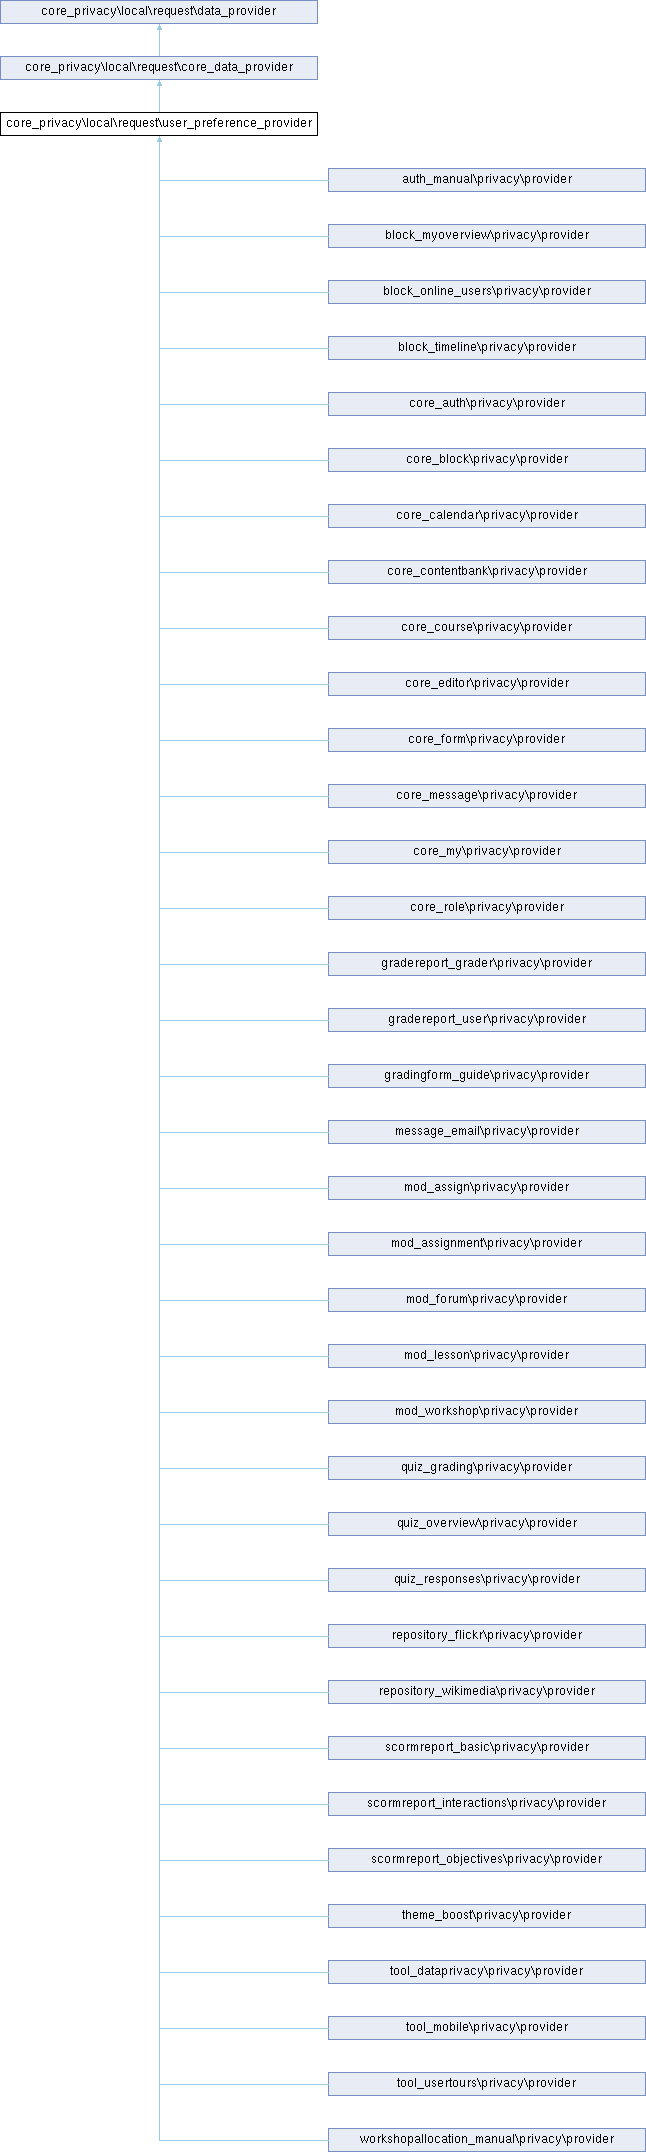 core_privacy\local\request\data_provider
core_privacy\local\request\core_data_provider
core_privacy\local\request\user_preference_provider
auth_manual\privacy\provider
block_myoverview\privacy\provider
block_online_users\privacy\provider
block_timeline\privacy\provider
core_auth\privacy\provider
core_block\privacy\provider
core_calendar\privacy\provider
core_contentbank\privacy\provider
core_course\privacy\provider
core_editor\privacy\provider
core_form\privacy\provider
core_message\privacy\provider
core_my\privacy\provider
core_role\privacy\provider
gradereport_grader\privacy\provider
gradereport_user\privacy\provider
gradingform_guide\privacy\provider
message_email\privacy\provider
mod_assign\privacy\provider
mod_assignment\privacy\provider
mod_forum\privacy\provider
mod_lesson\privacy\provider
mod_workshop\privacy\provider
quiz_grading\privacy\provider
quiz_overview\privacy\provider
quiz_responses\privacy\provider
repository_flickr\privacy\provider
repository_wikimedia\privacy\provider
scormreport_basic\privacy\provider
scormreport_interactions\privacy\provider
scormreport_objectives\privacy\provider
theme_boost\privacy\provider
tool_dataprivacy\privacy\provider
tool_mobile\privacy\provider
tool_usertours\privacy\provider
workshopallocation_manual\privacy\provider